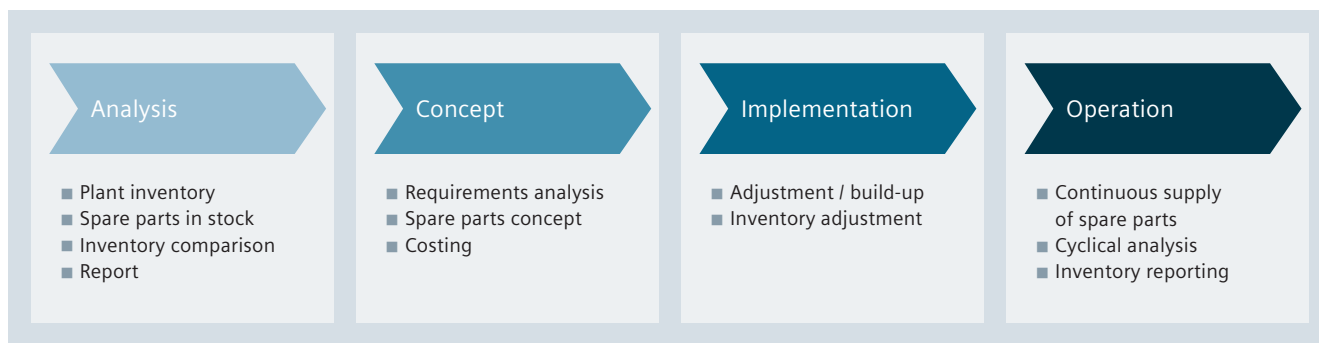 Analysis
Plant inventory
Spare parts in stock
Inventory comparison
Report
Concept
Requirements analysis
Spare parts concept
Costing
Implementation
Adjustment / build-up
Inventory adjustment
Operation
Continuous supply
of spare parts
Cyclical analysis
Inventory reporting